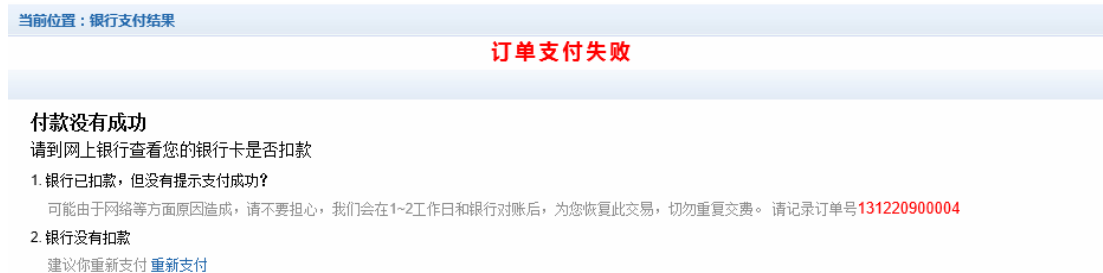 当前位置：银行支付结果
订单支付失败
付款没有成功
请到网上银行查看您的银行卡是否扣款
1. 银行已扣款，但没有提示支付成功？
可能由于网络等方面原因造成，请不要担心，我们会在1~2工作日和银行对账后，为您恢复此交易，切勿重复交费。 请记录订单号131220900004
2. 银行没有扣款
建议你重新支付 重新支付